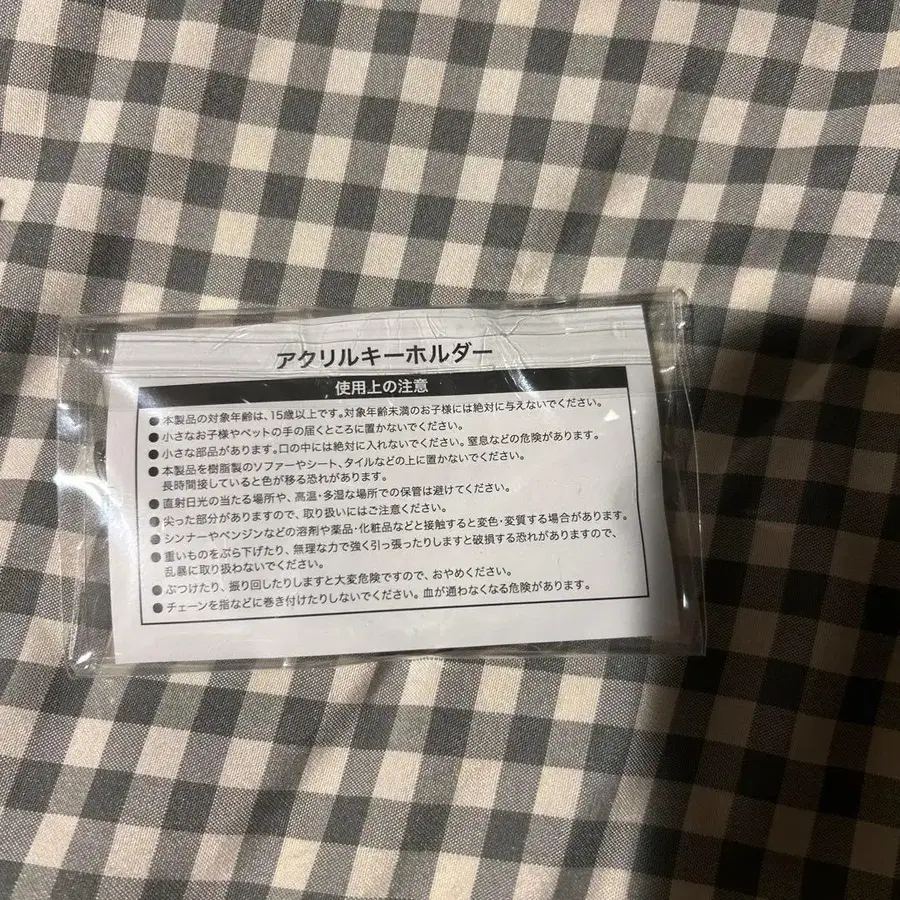 アクリルキーホルダー
使用上の注意
●本製品の対象年齢は、15歳以上です。対象年齢未満のお子様には絶対に与えないでください。
●小さなお子様やペットの手の届くところに置かないでください。
●小さな部品があります。口の中には絶対に入れないでください。窒息などの危険があります。
●本製品を樹脂製のソファーやシート、タイルなどの上に置かないでください。
長時間接していると色が移る恐れがあります。
●直射日光の当たる場所や、高温・多湿な場所での保管は避けてください。
●尖った部分がありますので、取り扱いにはご注意ください。
●シンナーやベンジンなどの溶剤や薬品・化粧品などと接触すると変色・変質する場合があります。
●重いものをぶら下げたり、無理な力で強く引っ張ったりしますと破損する恐れがありますので、
乱暴に取り扱わないでください。
●ぶつけたり、振り回したりしますと大変危険ですので、おやめください。
●チェーンを指などに巻き付けたりしないでください。血が通わなくなる危険があります。